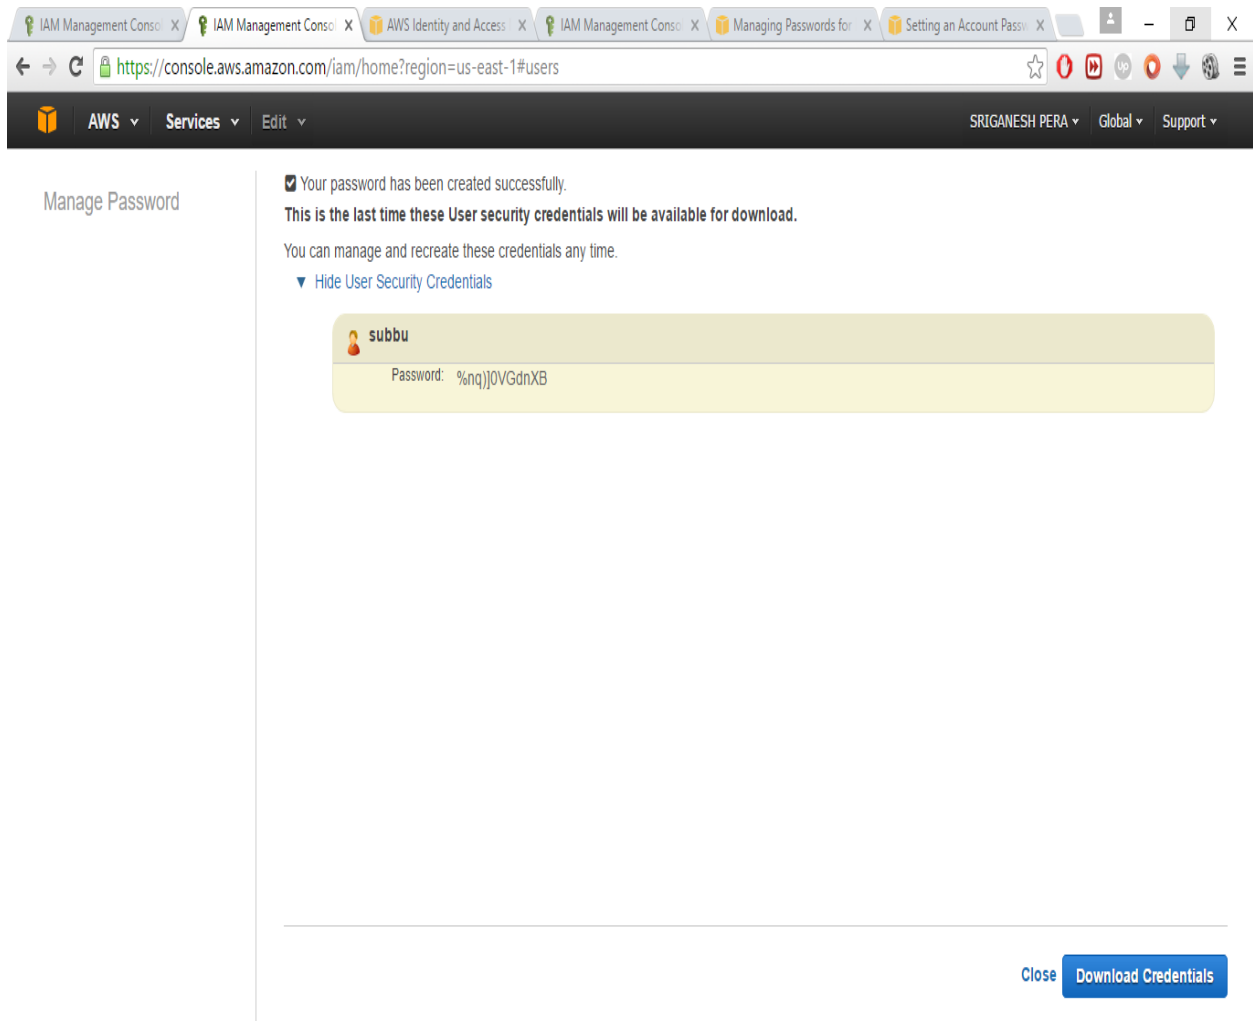 IAM Management Conso
IAM Management Conso
AWS Identity and Access
IAM Management Conso
Managing Passwords for
Setting an Account Passw
https://console.aws.amazon.com/iam/home?region=us-east-1#users
AWS Services Edit
SRIGANESH PERA Global Support
Manage Password
Your password has been created successfully.
This is the last time these User security credentials will be available for download.
You can manage and recreate these credentials any time.
Hide User Security Credentials
subbu
Password: %nq)]0VGdnXB
Close Download Credentials